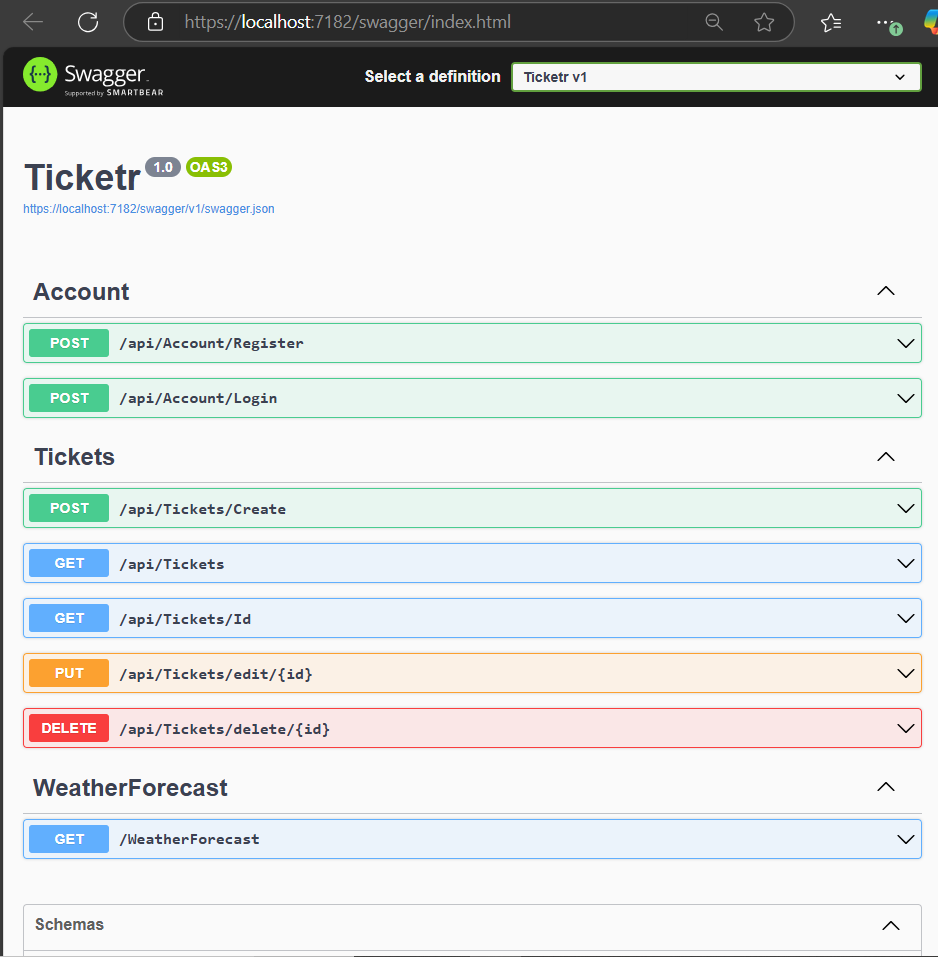 https://localhost:7182/swagger/index.html
{···} Swagger.
Supported by SMARTBEAR
Select a definition
Ticketr v1
Ticketr 1.0 OAS3
https://localhost:7182/swagger/v1/swagger.json
Account
POST /api/Account/Register
POST /api/Account/Login
Tickets
POST /api/Tickets/Create
GET /api/Tickets
GET /api/Tickets/Id
PUT /api/Tickets/edit/{id}
DELETE /api/Tickets/delete/{id}
WeatherForecast
GET /WeatherForecast
Schemas